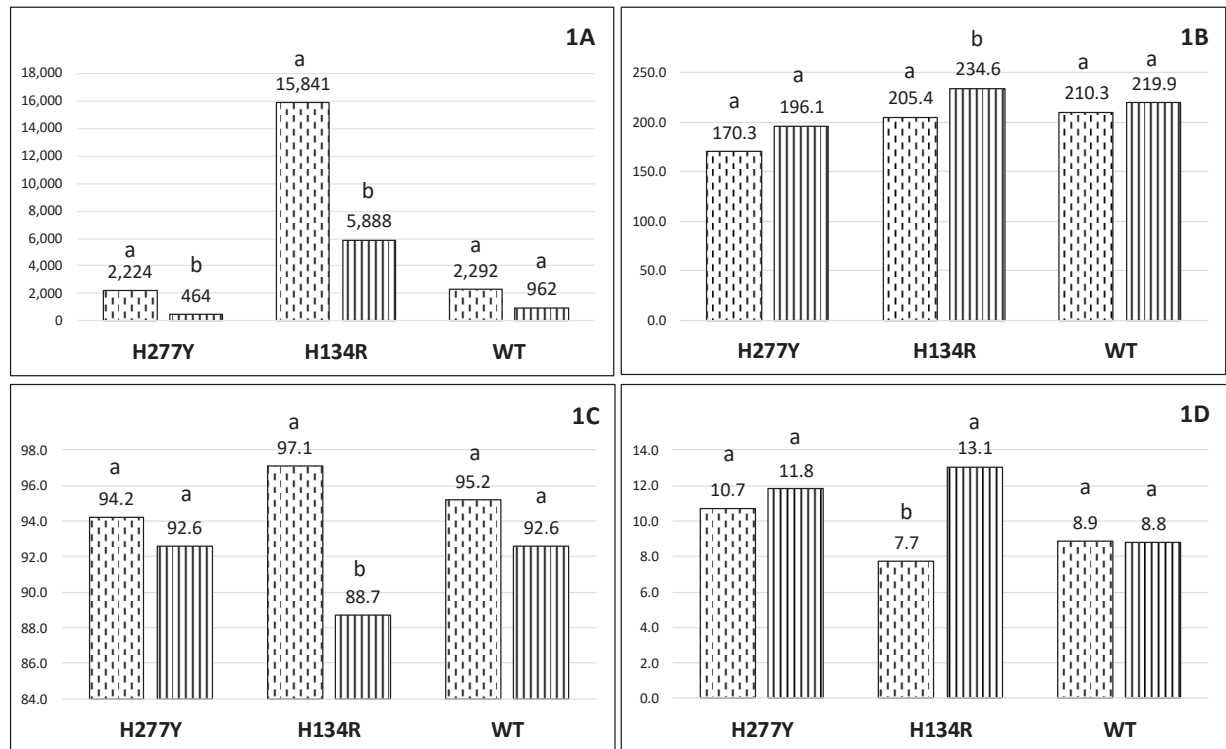 1A
a
18,000
15,841
16,000
14,000
12,000
10,000
b
8,000
5,888
6,000
a
a
b
a
4,000
2,224
464
2,292
962
2,000
0
H277Y
H134R
WT
1B
b
a
a
a
a
a
250.0
234.6
219.9
205.4
210.3
196.1
200.0
170.3
150.0
100.0
50.0
0.0
H277Y
H134R
WT
1C
a
98.0
97.1
a
a
96.0
95.2
94.2
a
a
94.0
92.6
92.6
92.0
b
90.0
88.7
88.0
86.0
84.0
H277Y
H134R
WT
1D
a
14.0
13.1
a
a
12.0
11.8
10.7
a
a
10.0
b
8.9
8.8
8.0
7.7
6.0
4.0
2.0
0.0
H277Y
H134R
WT